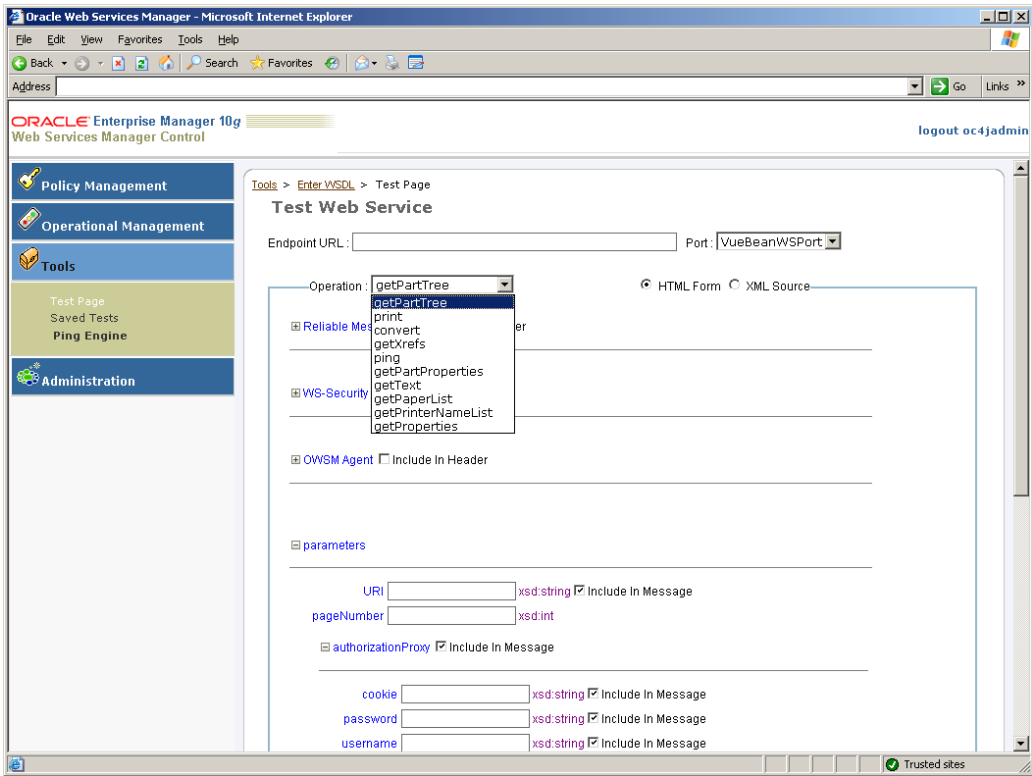 Oracle Web Services Manager - Microsoft Internet Explorer
File Edit View Favorites Tools Help
Back Search Favorites
Address Go Links »
ORACLE Enterprise Manager 10g
Web Services Manager Control
logout oc4jadmin
Policy Management
Operational Management
Tools
Test Page
Saved Tests
Ping Engine
Administration
Tools > Enter WSDL > Test Page
Test Web Service
Endpoint URL : Port : VueBeanWSPort
Operation : getPartTree HTML Form XML Source
getPartTree
print
convert
getXrefs
ping
getPartProperties
getText
getPaperList
getPrinterNameList
getProperties
Reliable Mes er
WS-Security
OWSM Agent Include In Header
parameters
URI xsd:string Include In Message
pageNumber xsd:int
authorizationProxy Include In Message
cookie xsd:string Include In Message
password xsd:string Include In Message
username xsd:string Include In Message
Trusted sites